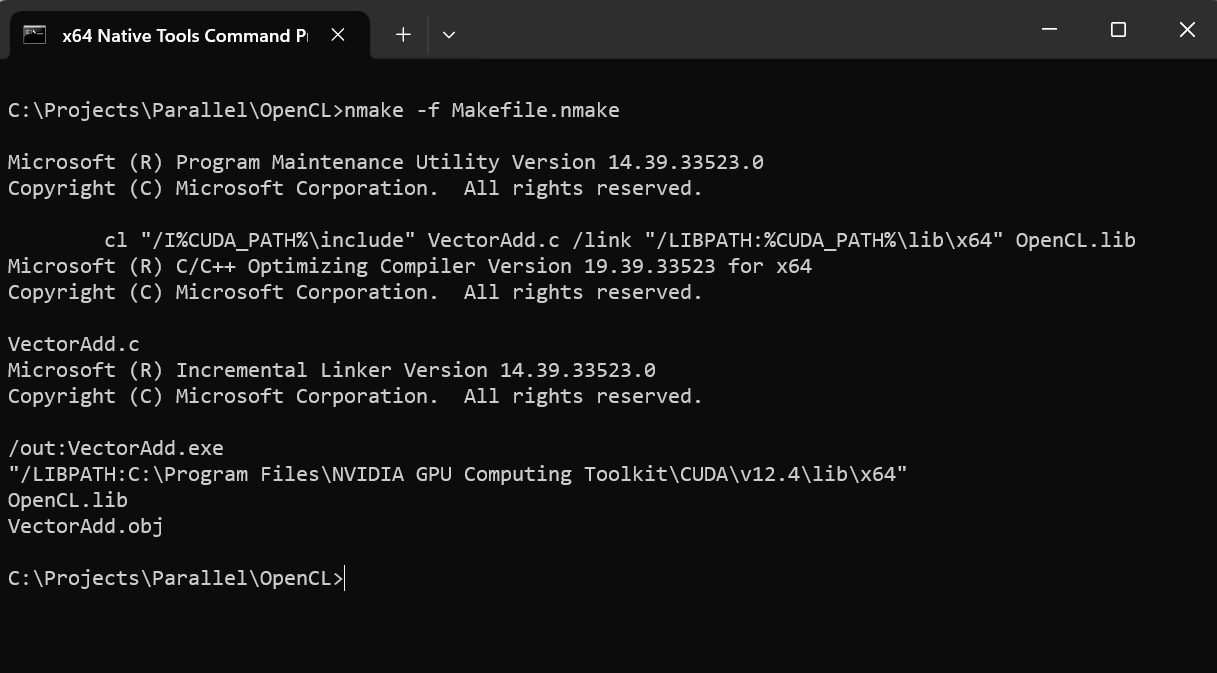 x64 Native Tools Command P
C:\Projects\Parallel\OpenCL>nmake -f Makefile.nmake
Microsoft (R) Program Maintenance Utility Version 14.39.33523.0
Copyright (C) Microsoft Corporation.  All rights reserved.
        cl "/I%CUDA_PATH%\include" VectorAdd.c /link "/LIBPATH:%CUDA_PATH%\lib\x64" OpenCL.lib
Microsoft (R) C/C++ Optimizing Compiler Version 19.39.33523 for x64
Copyright (C) Microsoft Corporation.  All rights reserved.
VectorAdd.c
Microsoft (R) Incremental Linker Version 14.39.33523.0
Copyright (C) Microsoft Corporation.  All rights reserved.
/out:VectorAdd.exe
"/LIBPATH:C:\Program Files\NVIDIA GPU Computing Toolkit\CUDA\v12.4\lib\x64"
OpenCL.lib
VectorAdd.obj
C:\Projects\Parallel\OpenCL>